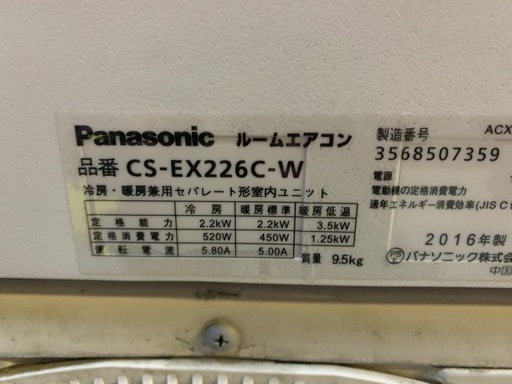 Panasonic ルームエアコン
品番 CS-EX226C-W
冷房・暖房兼用セパレート形室内ユニット
冷房 暖房標準 暖房低温
定格能力 2.2kW 2.2kW 3.5kW
定格消費電力 520W 450W 1.25kW
運転電流 5.80A 5.00A
質量 9.5kg
ACX
製造番号
3568507359
電源
電動機の定格消費電力
通年エネルギー消費効率(JIS C 9
2016年製
PS E
パナソニック株式会
中国